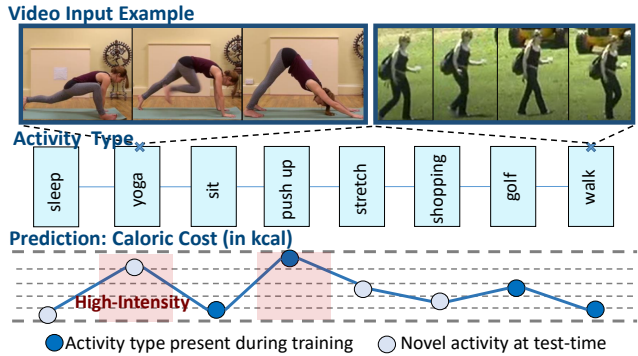 Video Input Example
Activity Type
sleep
yoga
sit
push up
stretch
shopping
golf
walk
Prediction: Caloric Cost (in kcal)
High-Intensity
Activity type present during training
Novel activity at test-time